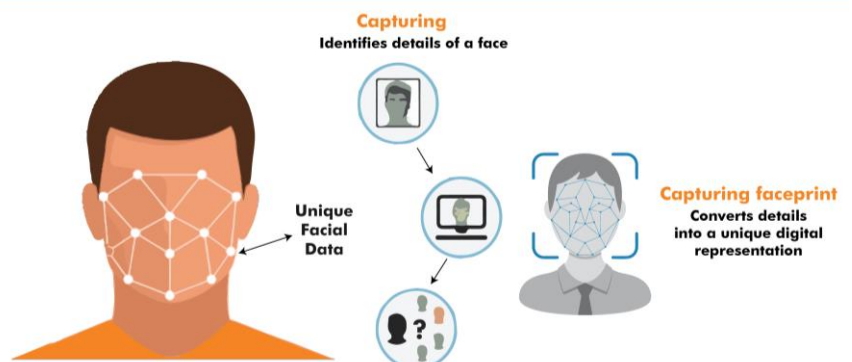 Capturing
Identifies details of a face
Unique
Facial
Data
Capturing faceprint
Converts details
into a unique digital
representation
?